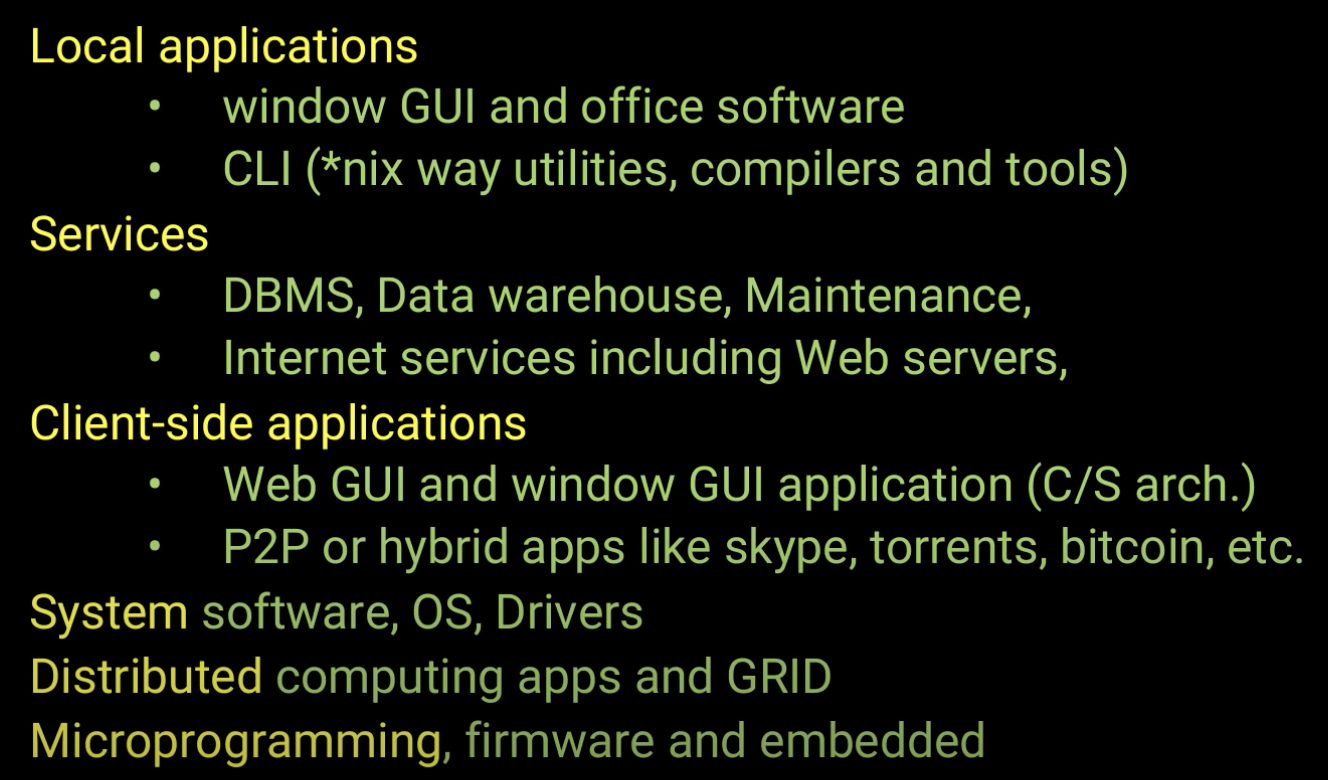 Local applications
• window GUI and office software
• CLI (*nix way utilities, compilers and tools)
Services
• DBMS, Data warehouse, Maintenance,
• Internet services including Web servers,
Client-side applications
• Web GUI and window GUI application (C/S arch.)
• P2P or hybrid apps like skype, torrents, bitcoin, etc.
System software, OS, Drivers
Distributed computing apps and GRID
Microprogramming, firmware and embedded